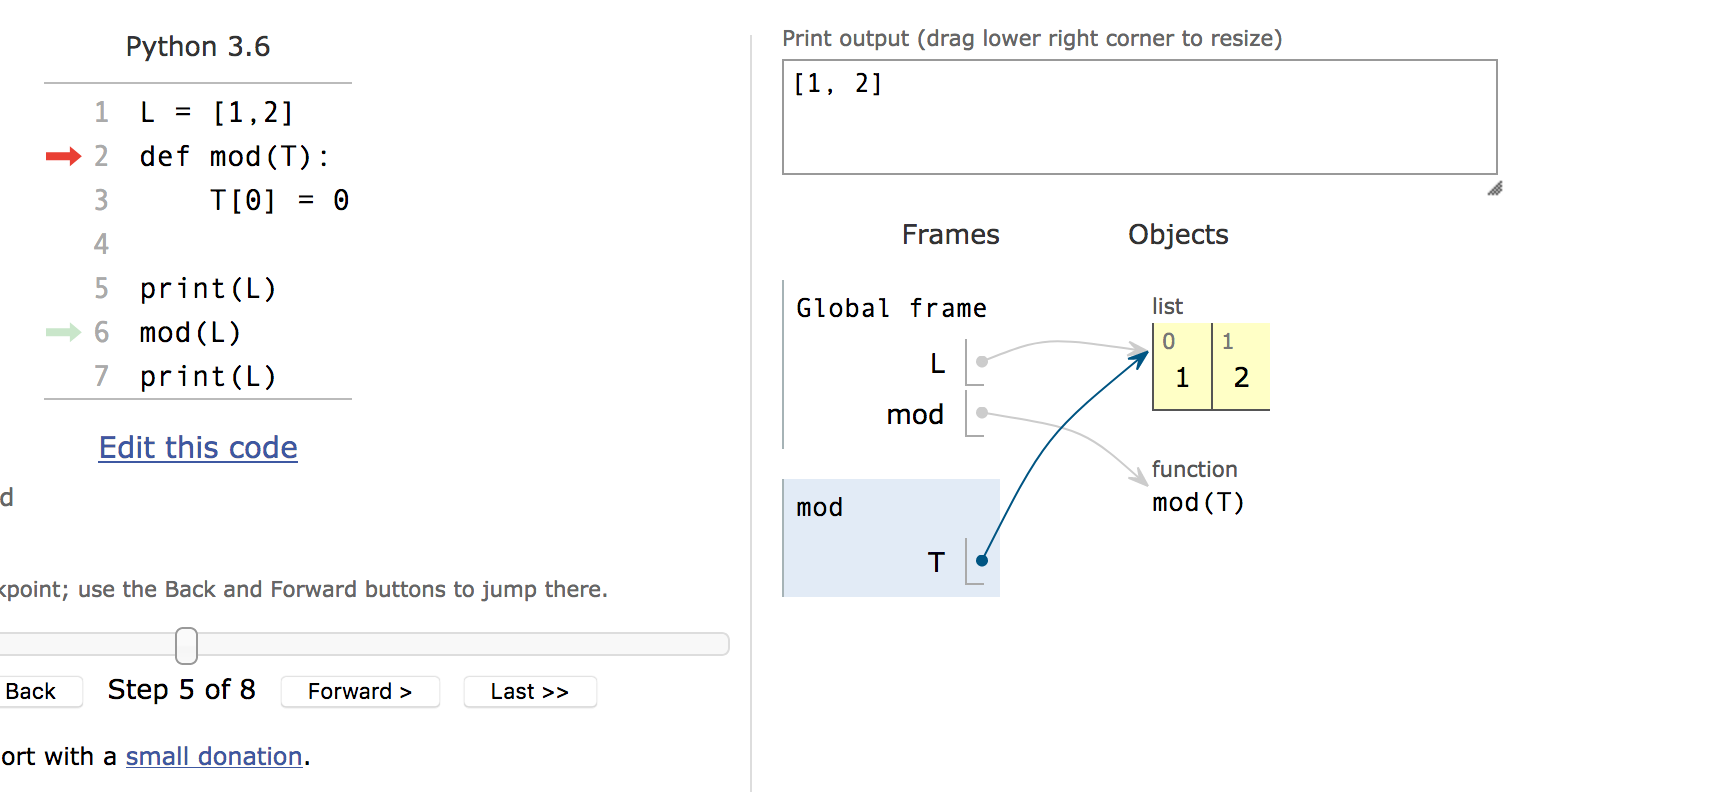 Python 3.6
1 L = [1,2]
2 def mod(T):
3     T[0] = 0
4
5 print(L)
6 mod(L)
7 print(L)
Edit this code
d
kpoint; use the Back and Forward buttons to jump there.
Back Step 5 of 8 Forward > Last >>
ort with a small donation.
Print output (drag lower right corner to resize)
[1, 2]
Frames Objects
Global frame
L
mod
list
0 1
1 2
function
mod(T)
mod
T